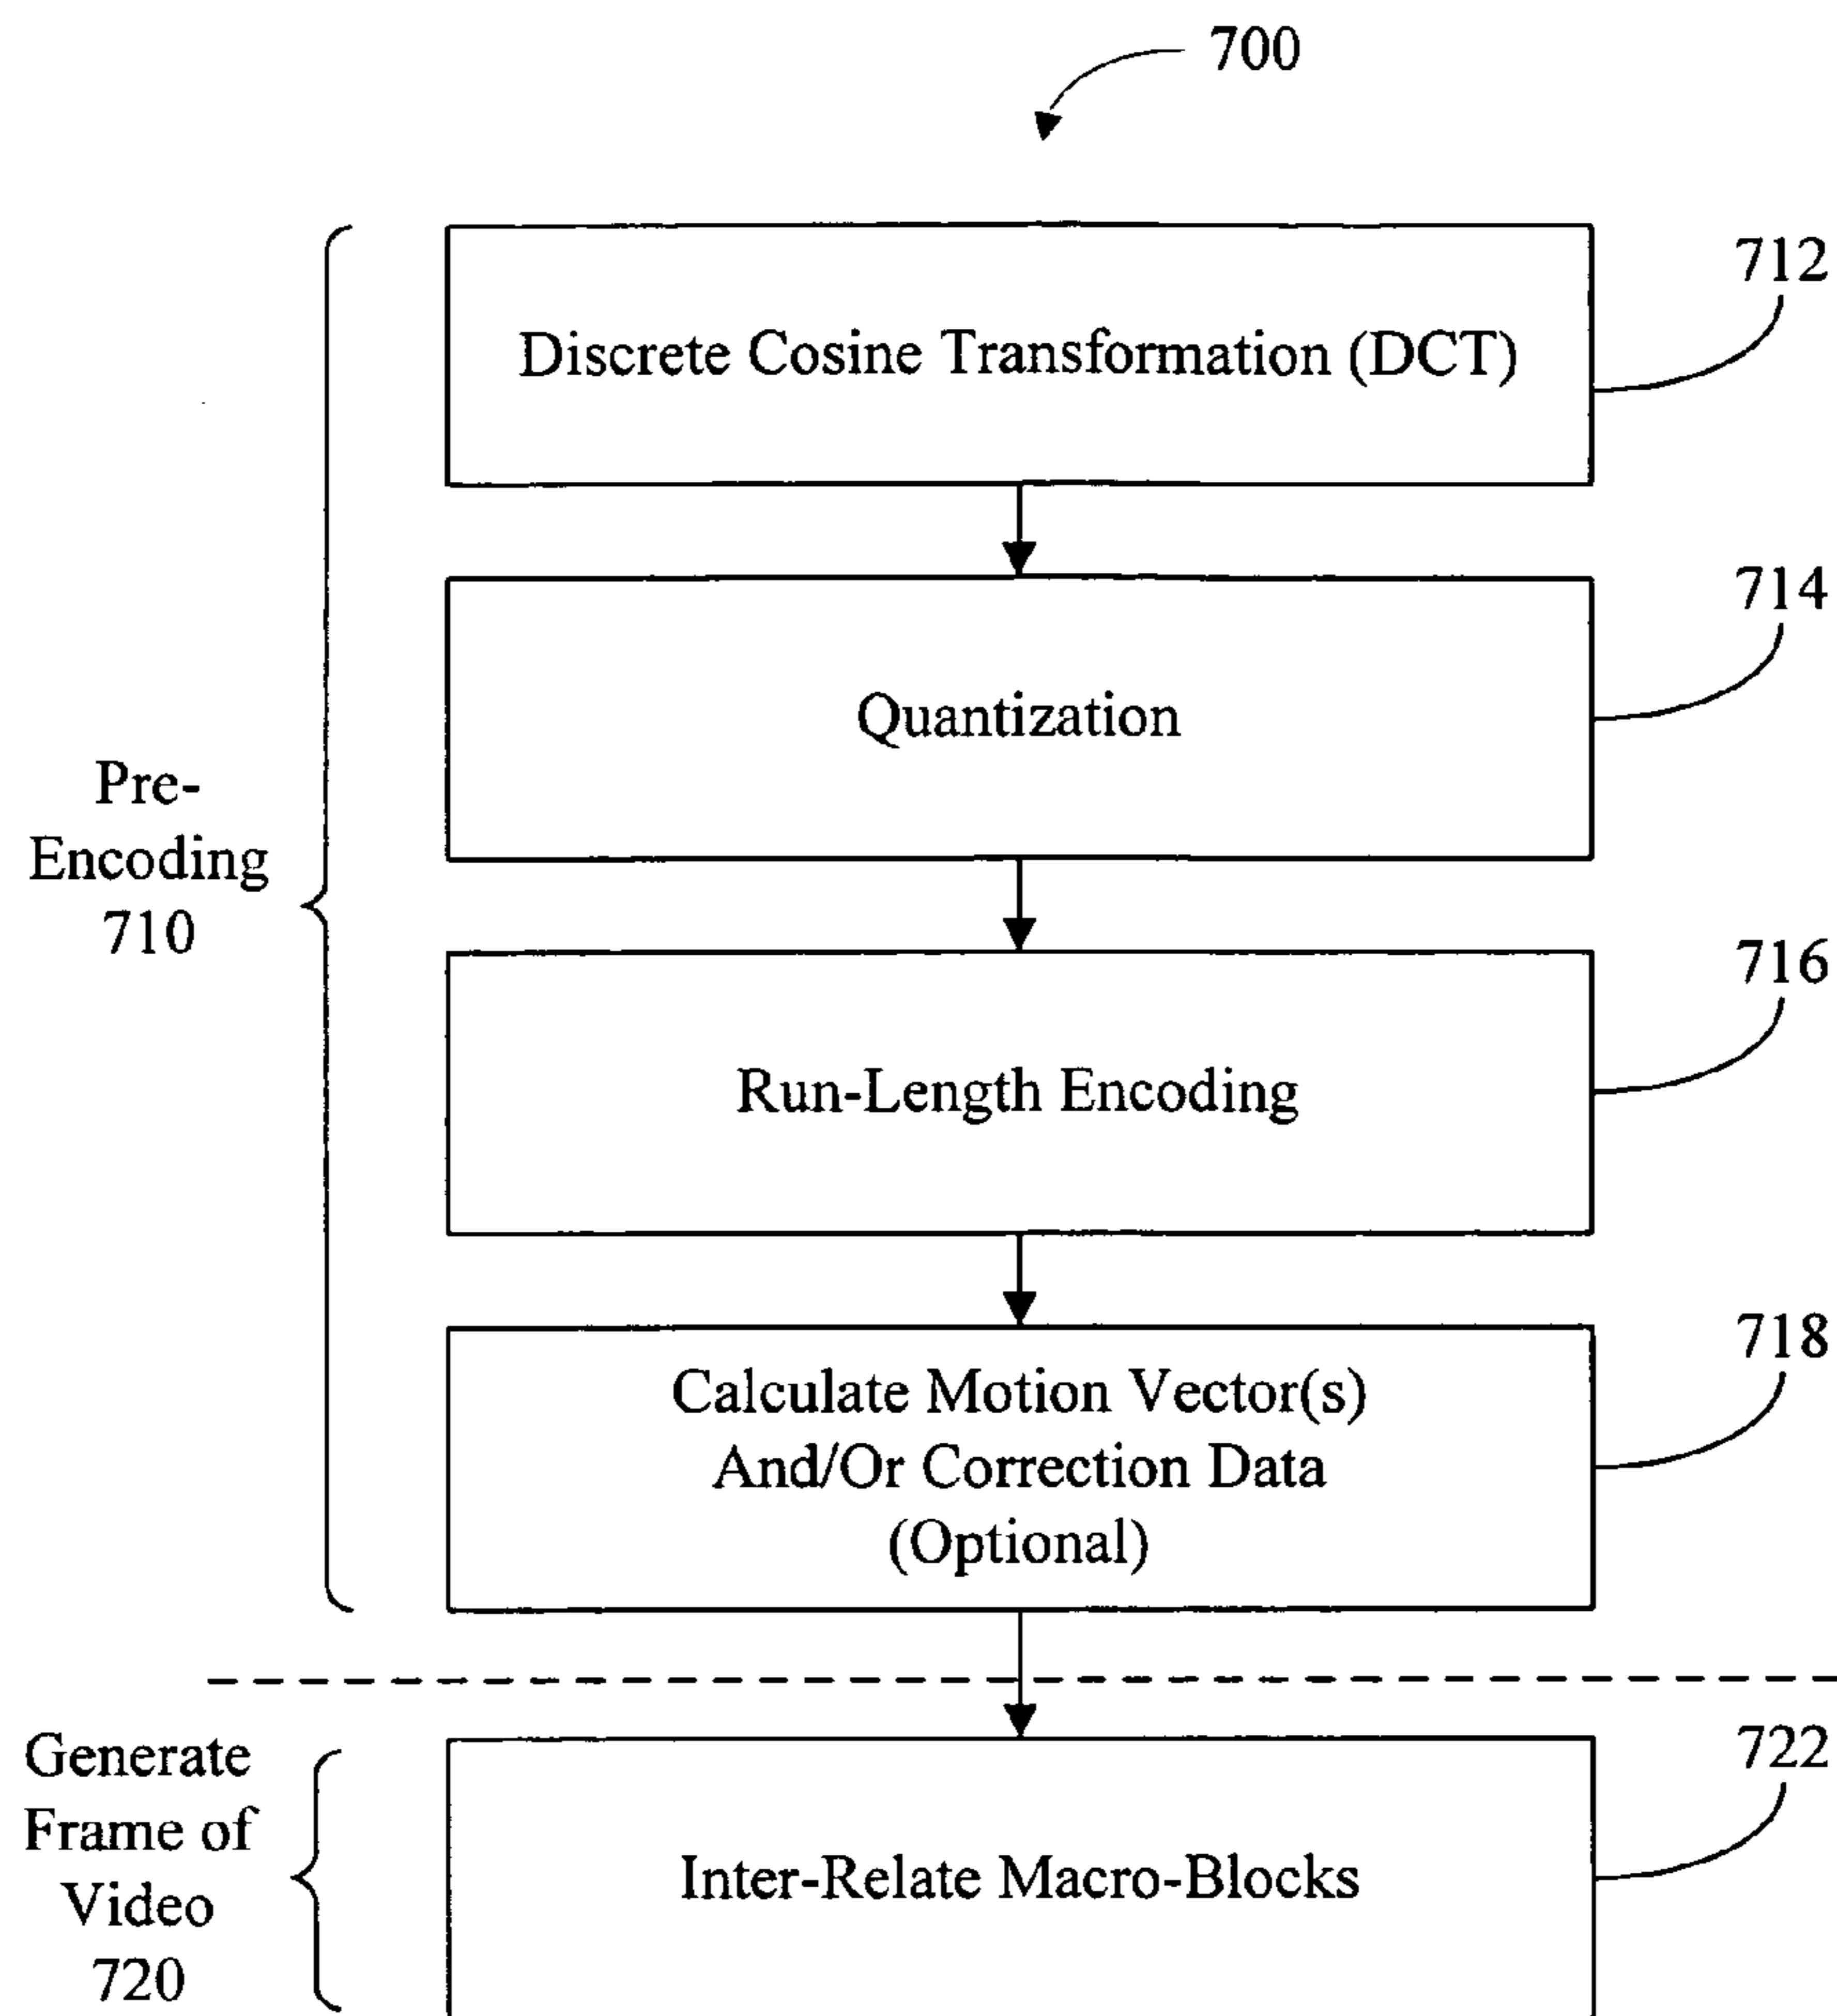 700
712
Discrete Cosine Transformation (DCT)
714
Quantization
Pre-
Encoding
710
716
Run-Length Encoding
718
Calculate Motion Vector(s)
And/Or Correction Data
(Optional)
Generate
Frame of
Video
720
722
Inter-Relate Macro-Blocks